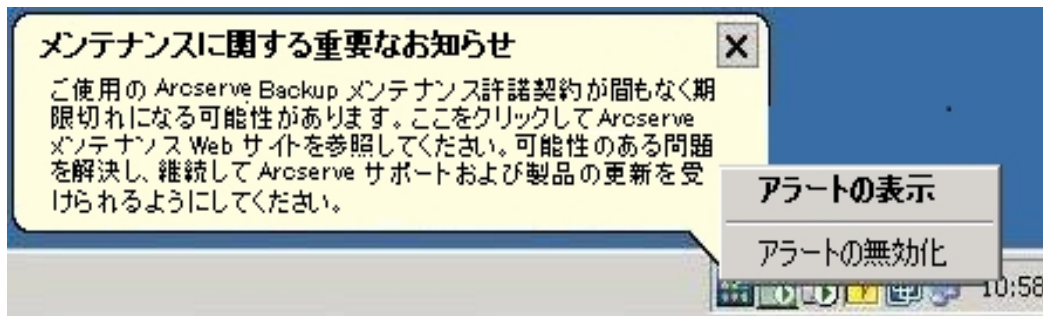 メンテナンスに関する重要なお知らせ
ご使用の Arcserve Backup メンテナンス許諾契約が間もなく期
限切れになる可能性があります。ここをクリックして Arcserve
メンテナンス Web サイトを参照してください。可能性のある問題
を解決し、継続して Arcserve サポートおよび製品の更新を受
けられるようにしてください。
アラートの表示
アラートの無効化
10:58